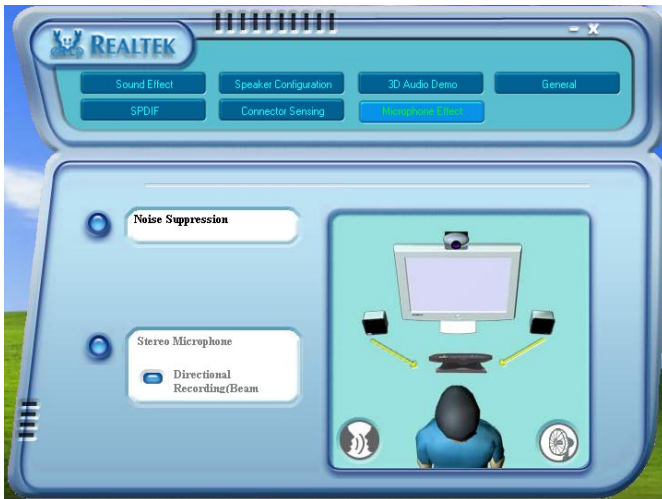 REALTEK
Sound Effect
Speaker Configuration
3D Audio Demo
General
SPDIF
Connector Sensing
Microphone Effect
Noise Suppression
Stereo Microphone
Directional
Recording(Beam